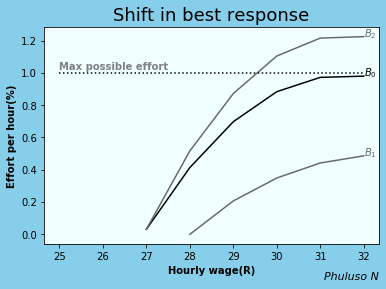 Shift in best response
B₂
1.2
Max possible effort
1.0
B₀
0.8
0.6
B₁
0.4
0.2
0.0
Effort per hour(%)
25 26 27 28 29 30 31 32
Hourly wage(R)
Phuluso N